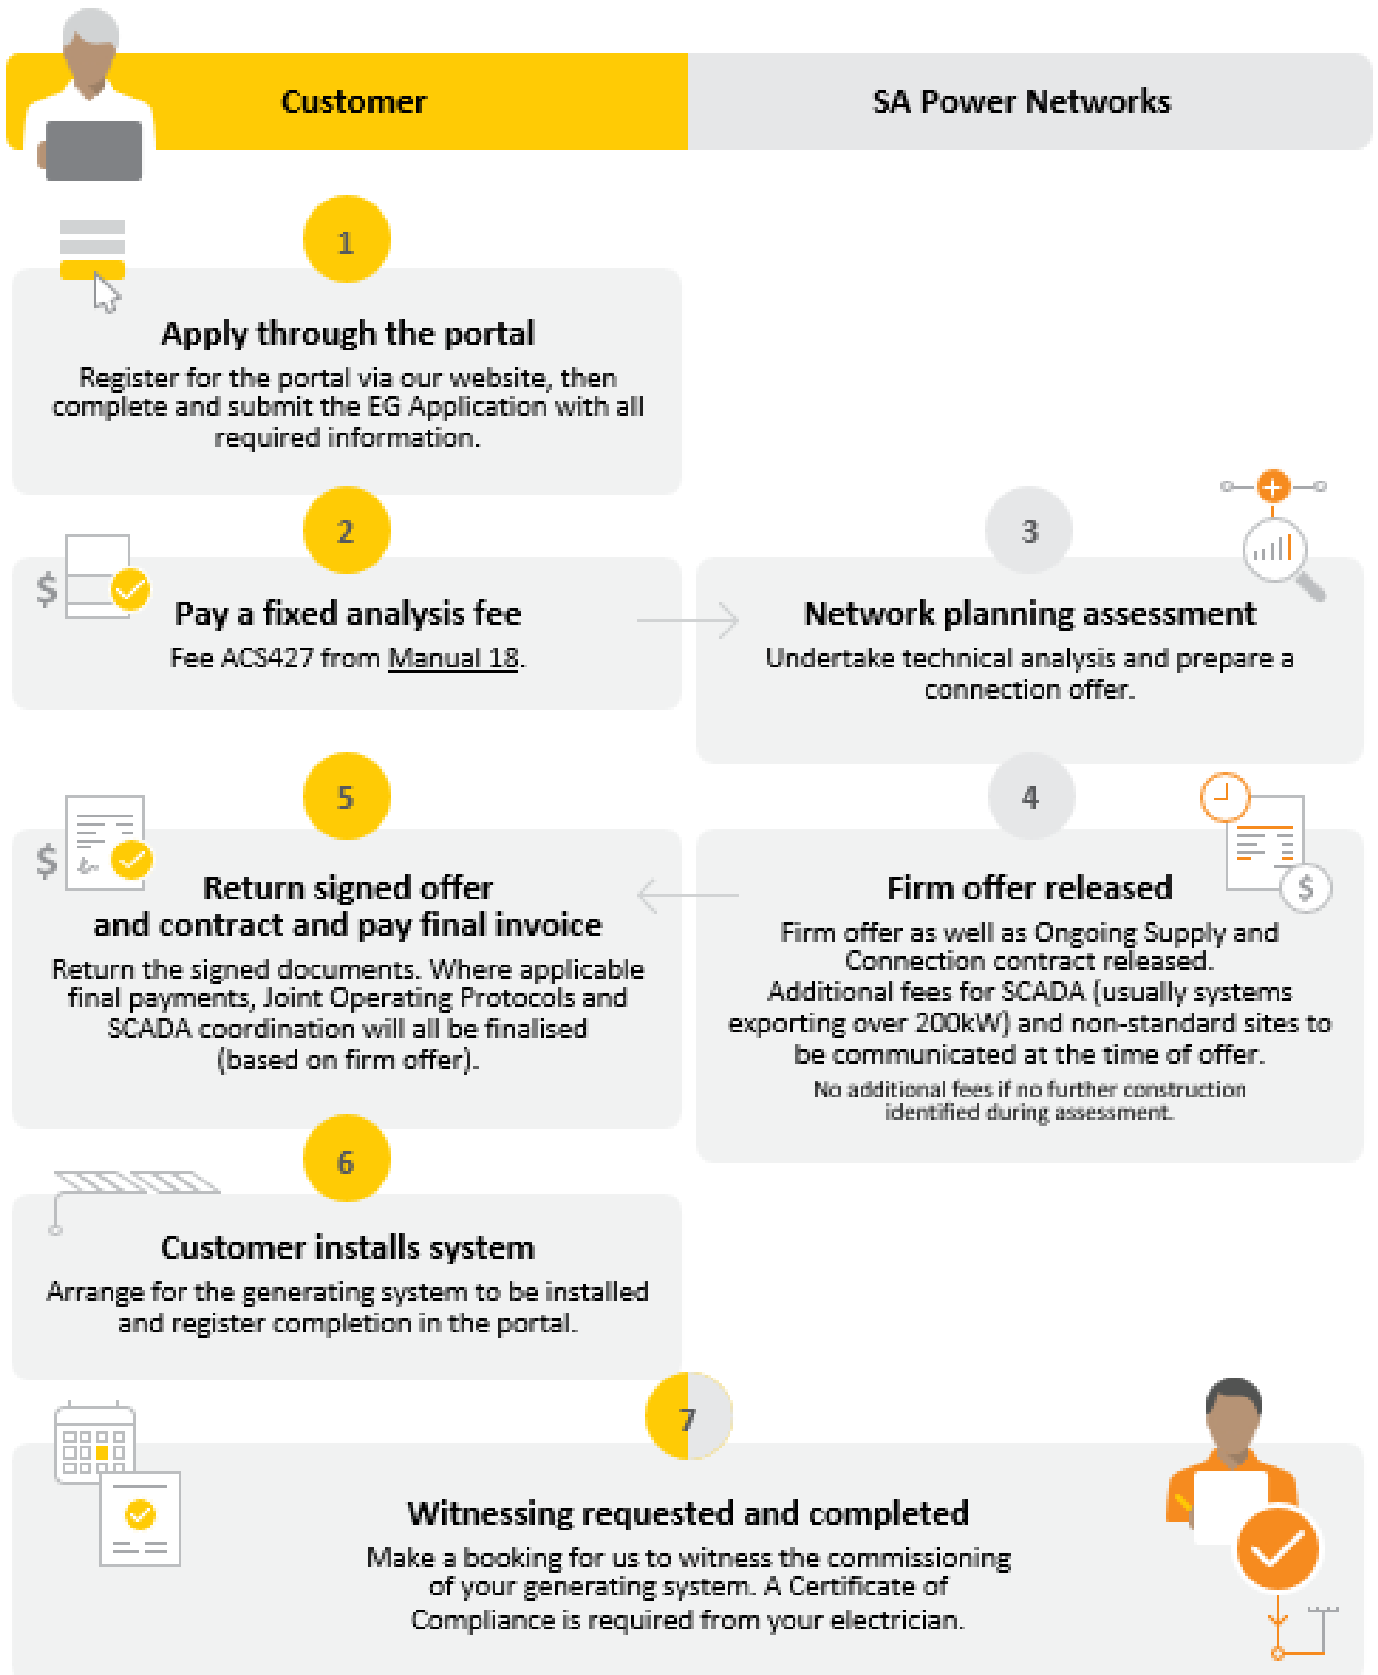 Customer
SA Power Networks
1
Apply through the portal
Register for the portal via our website, then
complete and submit the EG Application with all
required information.
2
$
Pay a fixed analysis fee
Fee ACS427 from Manual 18.
3
Network planning assessment
Undertake technical analysis and prepare a
connection offer.
4
$
Firm offer released
Firm offer as well as Ongoing Supply and
Connection contract released.
Additional fees for SCADA (usually systems
exporting over 200kW) and non-standard sites to
be communicated at the time of offer.
No additional fees if no further construction
identified during assessment.
5
$
Return signed offer
and contract and pay final invoice
Return the signed documents. Where applicable
final payments, Joint Operating Protocols and
SCADA coordination will all be finalised
(based on firm offer).
6
Customer installs system
Arrange for the generating system to be installed
and register completion in the portal.
7
Witnessing requested and completed
Make a booking for us to witness the commissioning
of your generating system. A Certificate of
Compliance is required from your electrician.